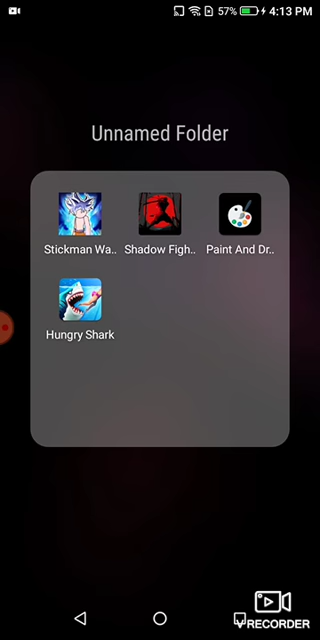 57% 4:13 PM
Unnamed Folder
Stickman Wa.. Shadow Figh.. Paint And Dr..
Hungry Shark
V RECORDER